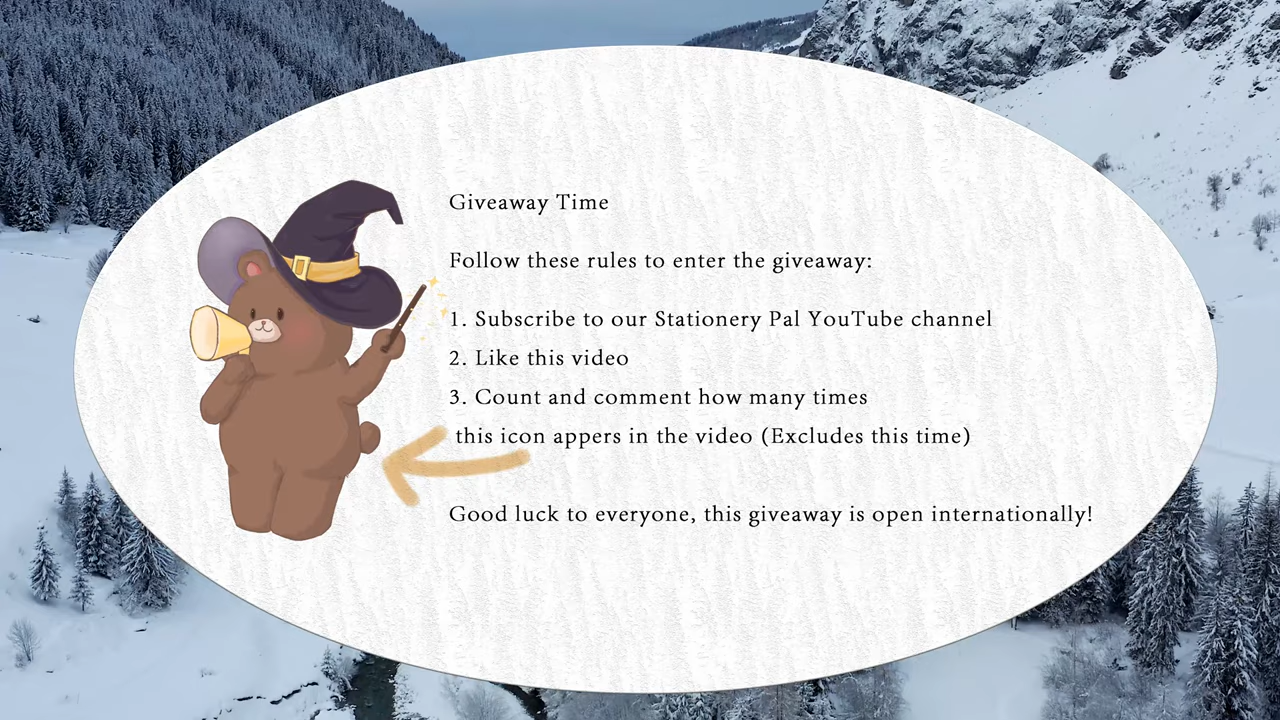 Giveaway Time
Follow these rules to enter the giveaway:
1. Subscribe to our Stationery Pal YouTube channel
2. Like this video
3. Count and comment how many times
this icon appers in the video (Excludes this time)
Good luck to everyone, this giveaway is open internationally!